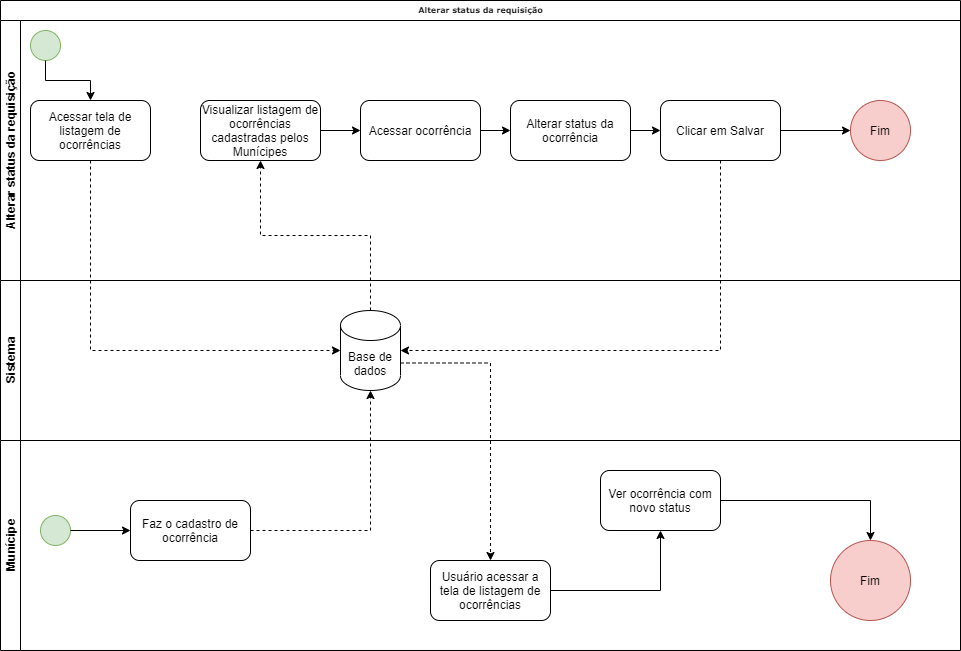 Alterar status da requisição
Alterar status da requisição
Acessar tela de
listagem de
ocorrências
Visualizar listagem de
ocorrências
cadastradas pelos
Munícipes
Acessar ocorrência
Alterar status da
ocorrência
Clicar em Salvar
Fim
Sistema
Base de
dados
Munícipe
Faz o cadastro de
ocorrência
Usuário acessar a
tela de listagem de
ocorrências
Ver ocorrência com
novo status
Fim